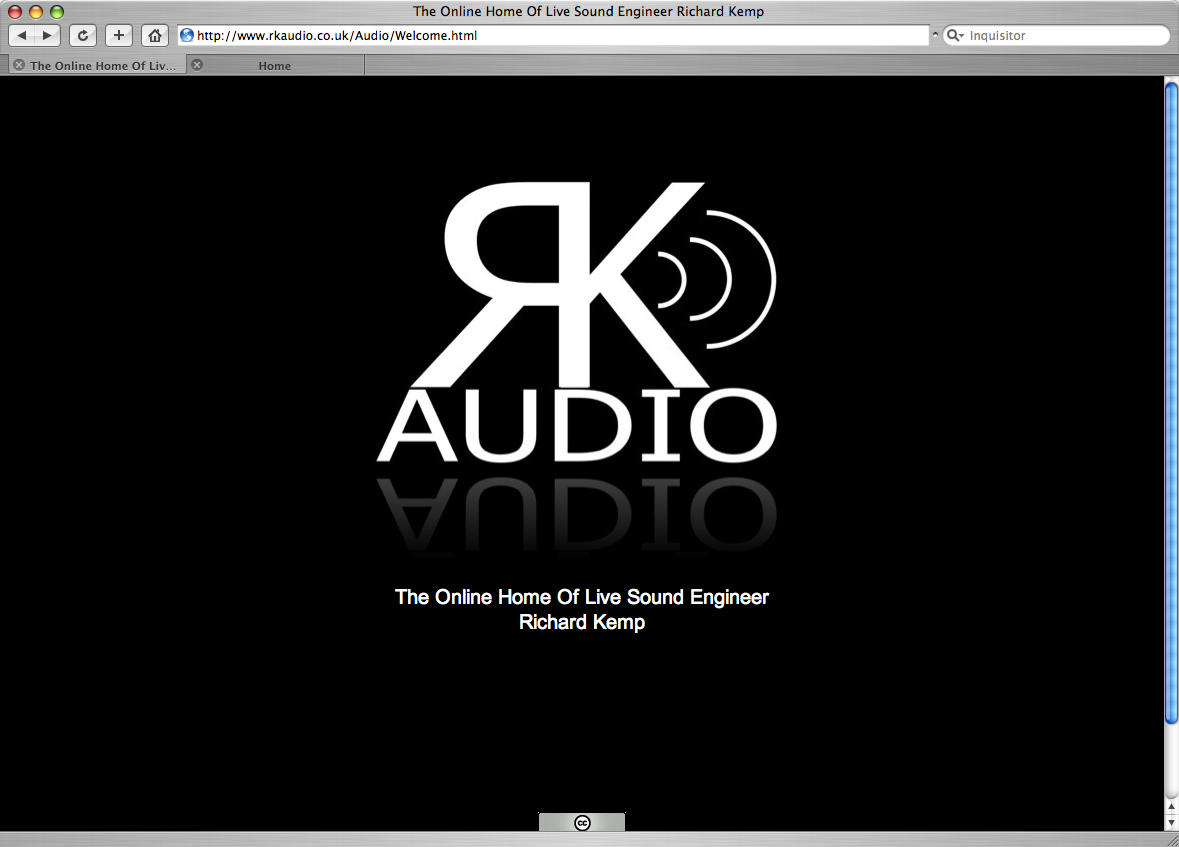 The Online Home Of Live Sound Engineer Richard Kemp
http://www.rkaudio.co.uk/Audio/Welcome.html
Inquisitor
The Online Home Of Liv...
Home
RK
AUDIO
The Online Home Of Live Sound Engineer
Richard Kemp
cc